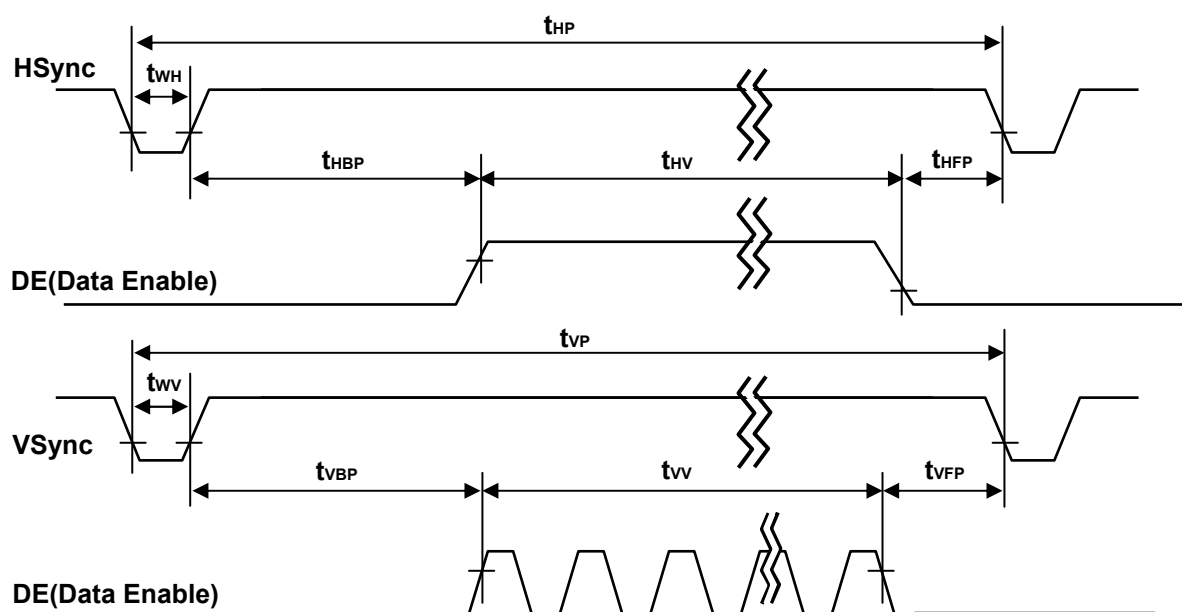 tHP
HSync
tWH
tHBP
tHV
tHFP
DE(Data Enable)
tVP
tWV
VSync
tVBP
tVV
tVFP
DE(Data Enable)